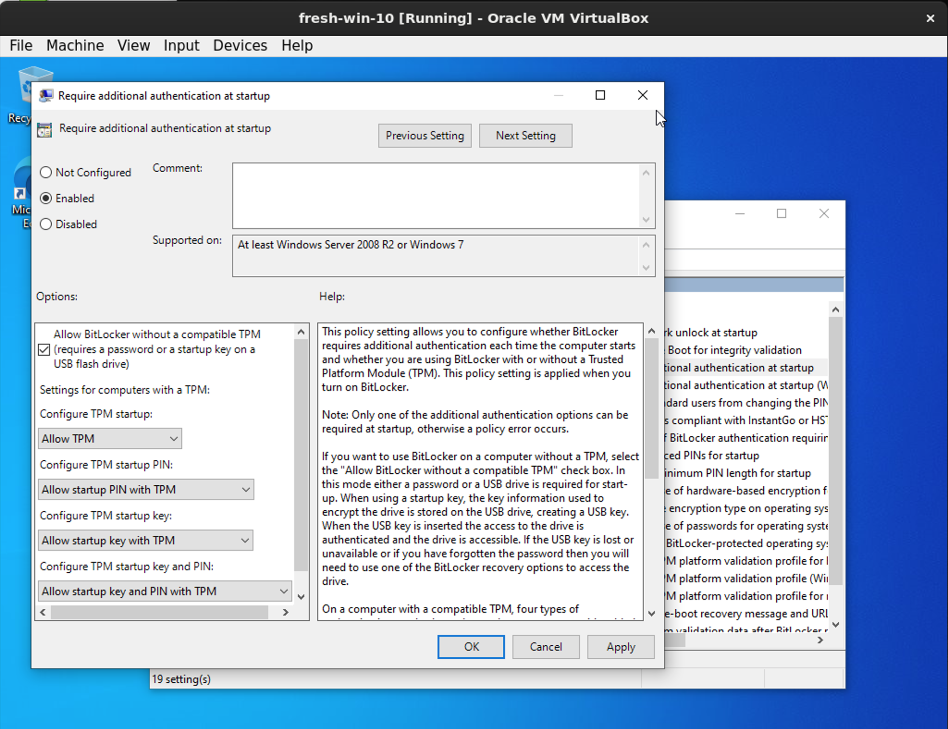 fresh-win-10 [Running] - Oracle VM VirtualBox
File Machine View Input Devices Help
Require additional authentication at startup
Require additional authentication at startup
Previous Setting Next Setting
Not Configured
Enabled
Disabled
Comment:
Supported on:
At least Windows Server 2008 R2 or Windows 7
Options:
Help:
Allow BitLocker without a compatible TPM
(requires a password or a startup key on a
USB flash drive)
Settings for computers with a TPM:
Configure TPM startup:
Allow TPM
Configure TPM startup PIN:
Allow startup PIN with TPM
Configure TPM startup key:
Allow startup key with TPM
Configure TPM startup key and PIN:
Allow startup key and PIN with TPM
This policy setting allows you to configure whether BitLocker
requires additional authentication each time the computer starts
and whether you are using BitLocker with or without a Trusted
Platform Module (TPM). This policy setting is applied when you
turn on BitLocker.
Note: Only one of the additional authentication options can be
required at startup, otherwise a policy error occurs.
If you want to use BitLocker on a computer without a TPM, select
the "Allow BitLocker without a compatible TPM" check box. In
this mode either a password or a USB drive is required for start-
up. When using a startup key, the key information used to
encrypt the drive is stored on the USB drive, creating a USB key.
When the USB key is inserted the access to the drive is
authenticated and the drive is accessible. If the USB key is lost or
unavailable or if you have forgotten the password then you will
need to use one of the BitLocker recovery options to access the
drive.
On a computer with a compatible TPM, four types of
OK Cancel Apply
unlock at startup
Boot for integrity validation
authentication at startup
authentication at startup (W
users from changing the PIN
compliant with InstantGo or HST
BitLocker authentication requirin
PINs for startup
PIN length for startup
of hardware-based encryption f
encryption type on operating sys
of passwords for operating syste
BitLocker-protected operating sys
platform validation profile for
platform validation profile (Win
platform validation profile for
recovery message and URL
validation data after BitLocker r
19 setting(s)